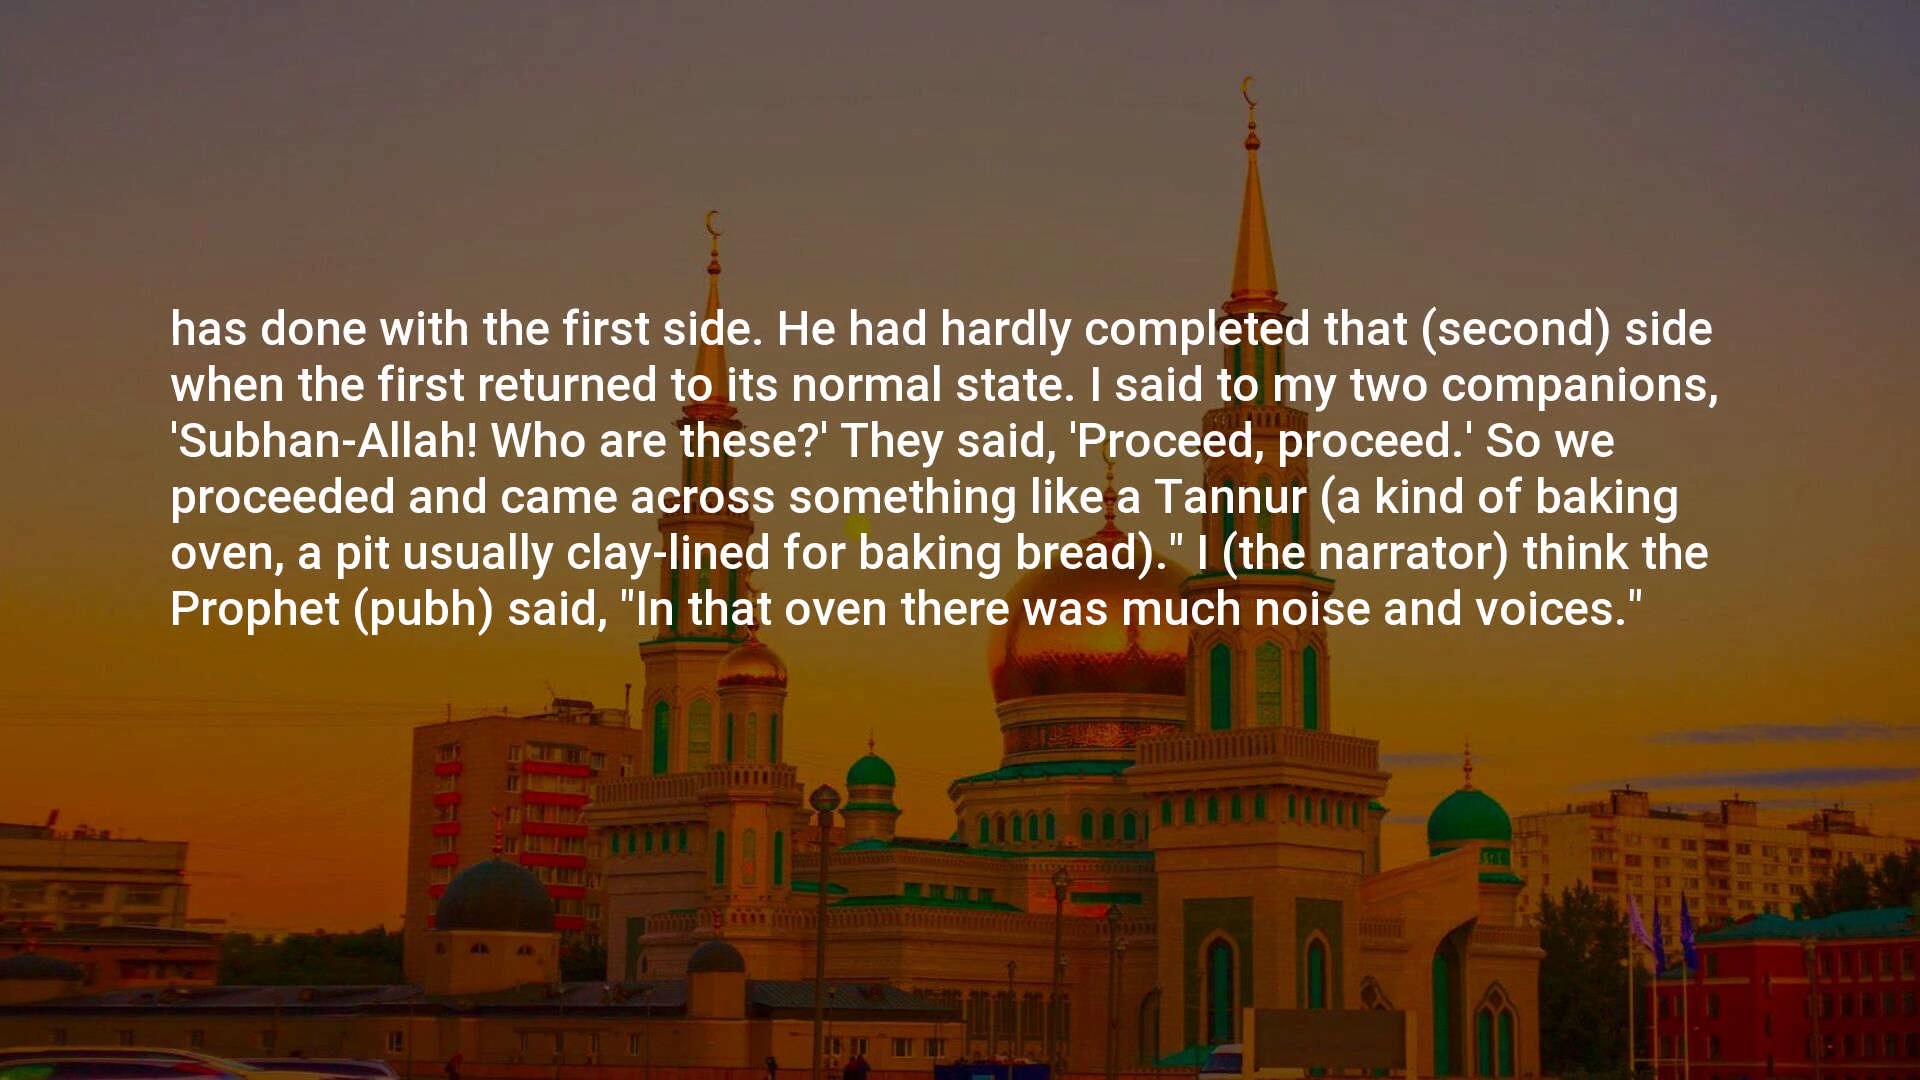 has done with the first side. He had hardly completed that (second) side
when the first returned to its normal state. I said to my two companions,
'Subhan-Allah! Who are these?' They said, 'Proceed, proceed.' So we
proceeded and came across something like a Tannur (a kind of baking
oven, a pit usually clay-lined for baking bread)." I (the narrator) think the
Prophet (pubh) said, "In that oven there was much noise and voices."